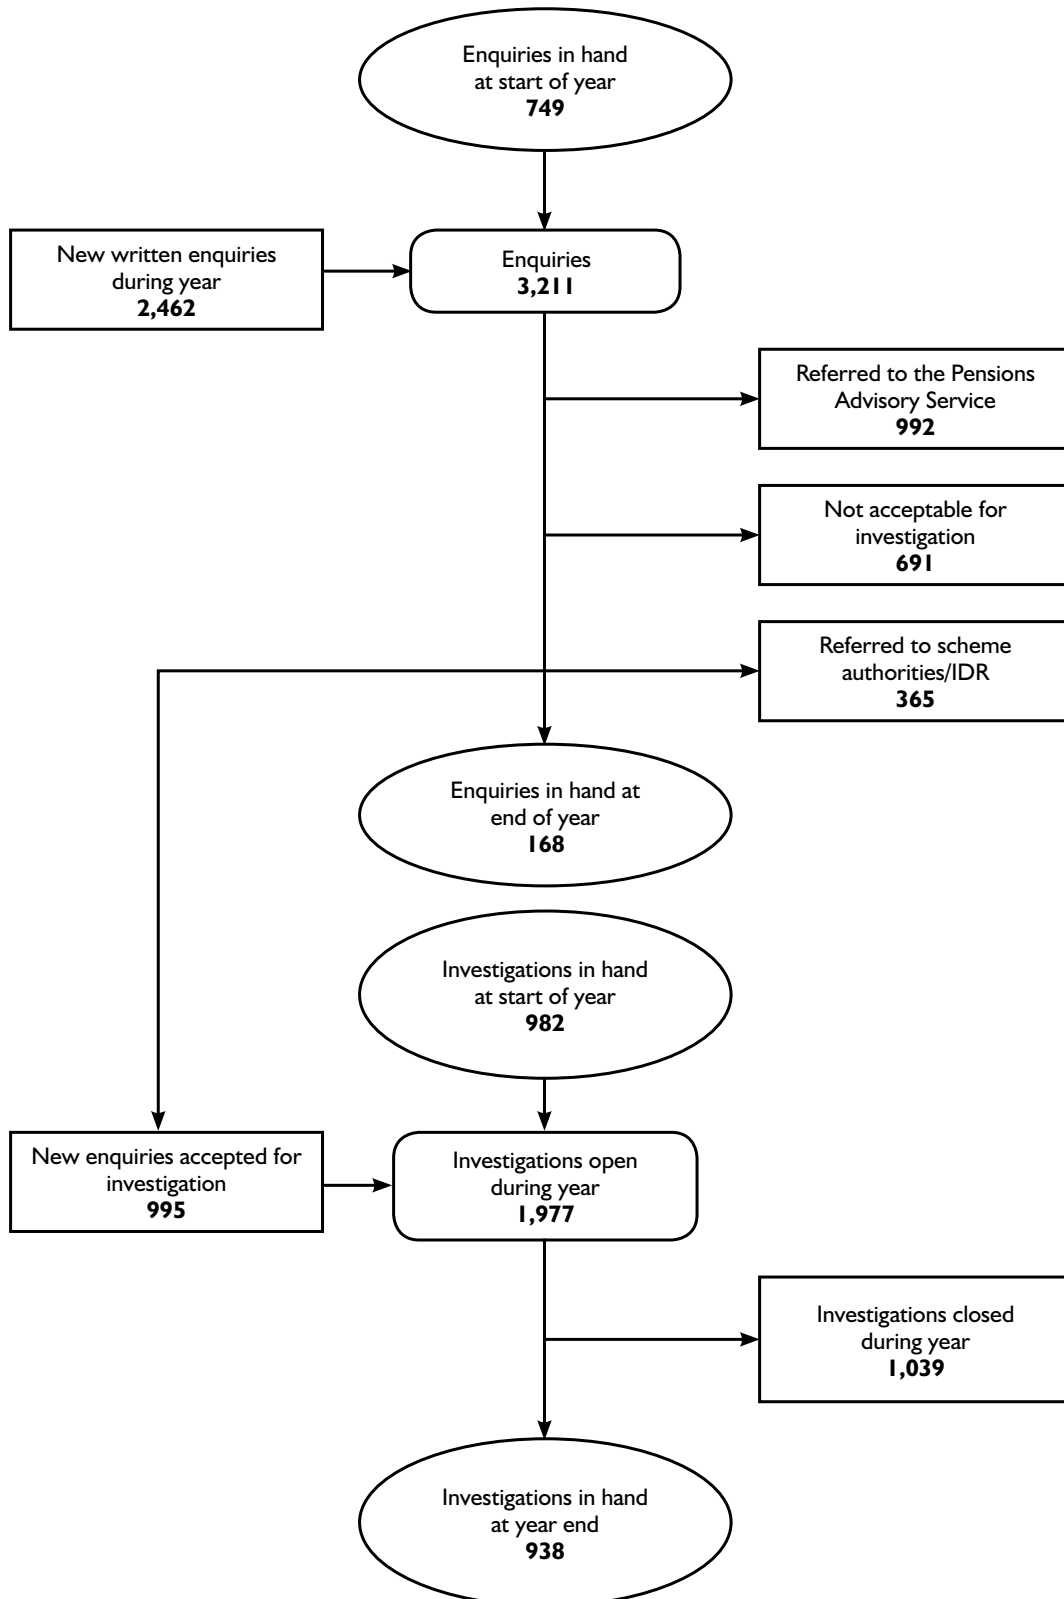 Enquiries in hand
at start of year
749
New written enquiries
during year
2,462
Enquiries
3,211
Referred to the Pensions
Advisory Service
992
Not acceptable for
investigation
691
Referred to scheme
authorities/IDR
365
Enquiries in hand at
end of year
168
Investigations in hand
at start of year
982
New enquiries accepted for
investigation
995
Investigations open
during year
1,977
Investigations closed
during year
1,039
Investigations in hand
at year end
938